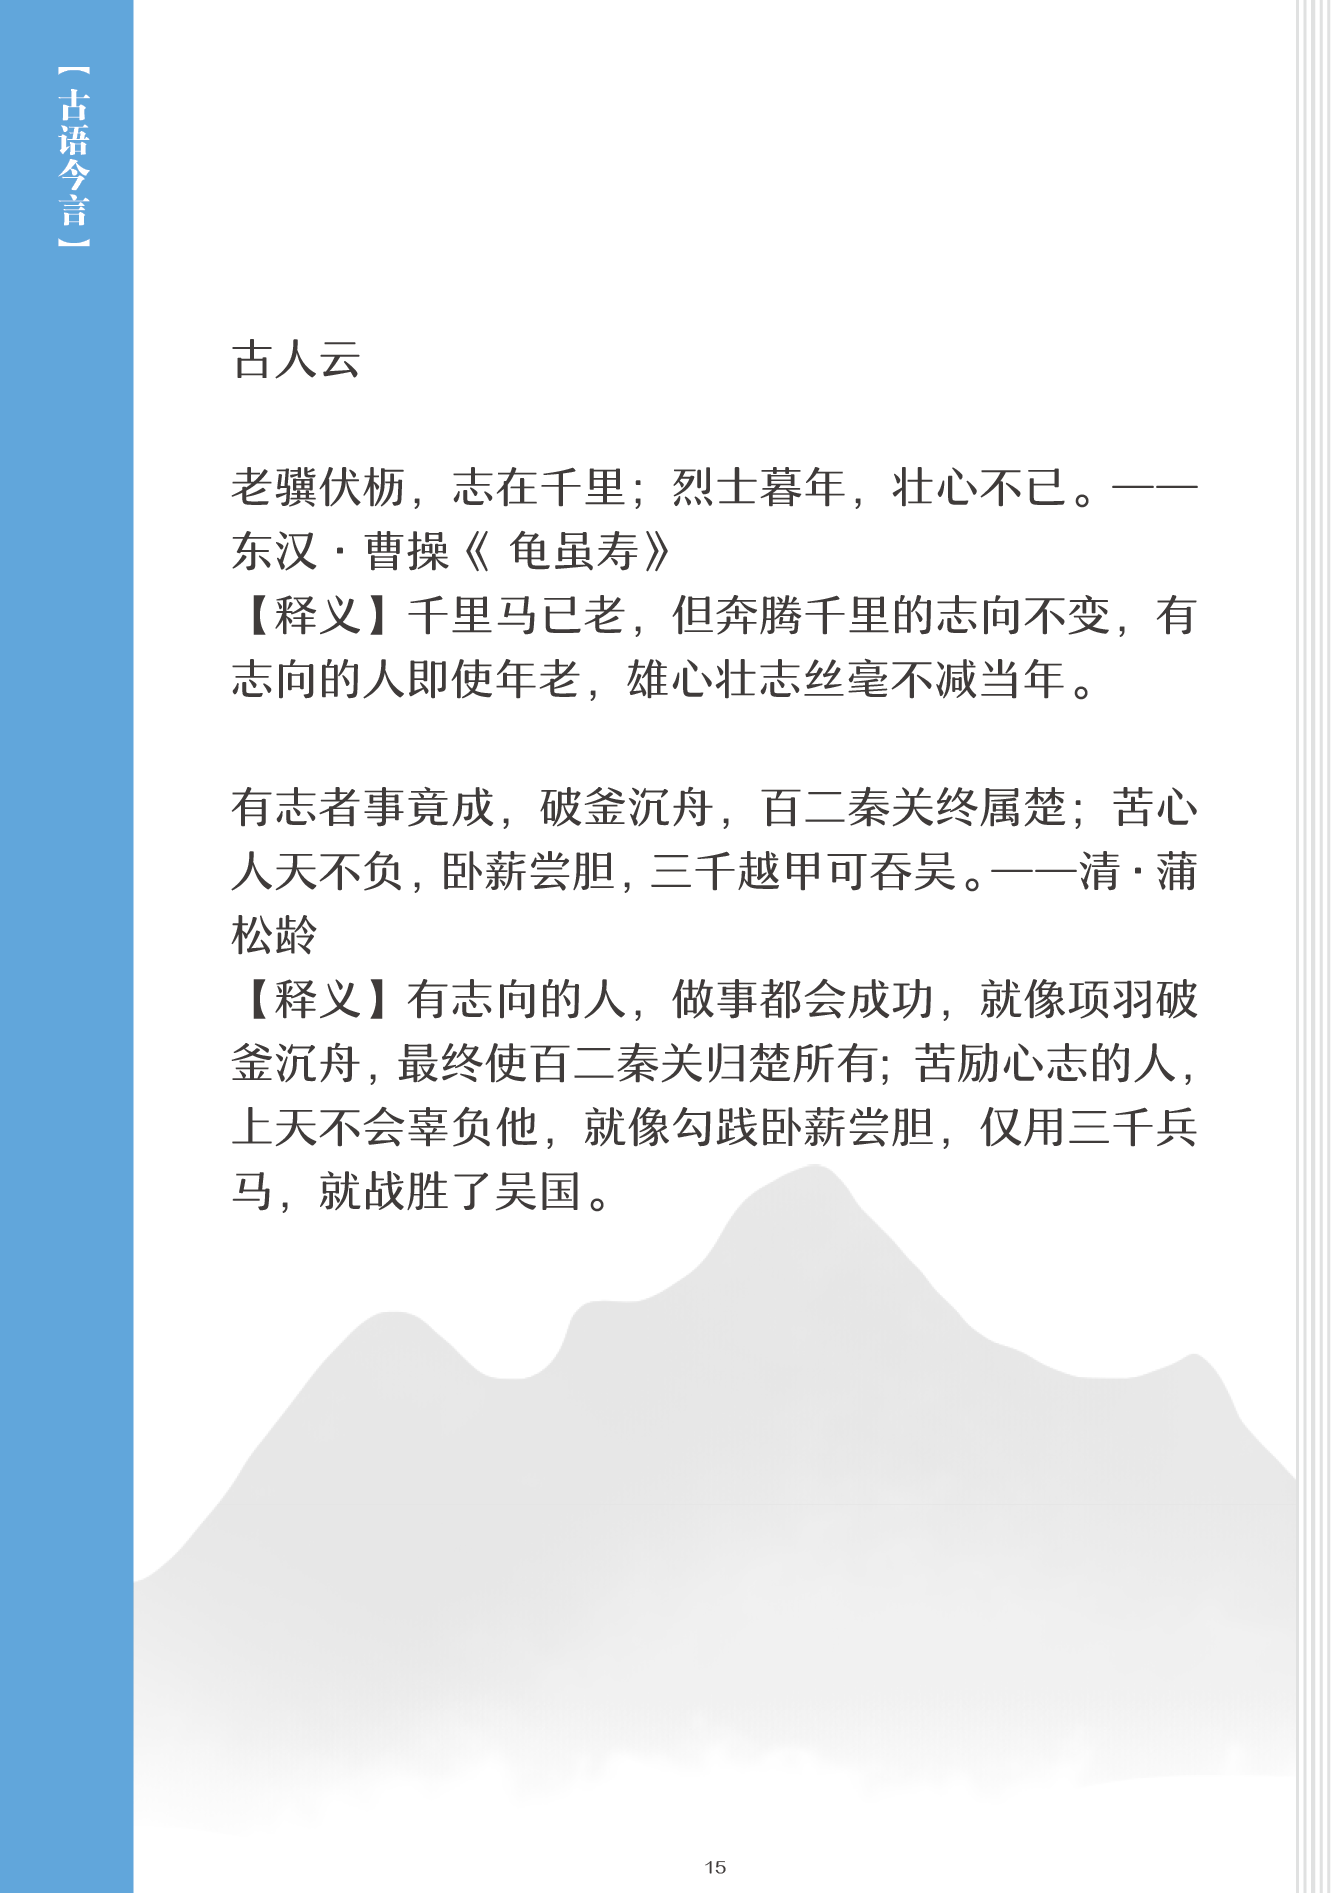 【古语今言】
古人云
老骥伏枥，志在千里；烈士暮年，壮心不已。——
东汉·曹操《 龟虽寿》
【释义】千里马已老，但奔腾千里的志向不变，有
志向的人即使年老，雄心壮志丝毫不减当年。
有志者事竟成，破釜沉舟，百二秦关终属楚；苦心
人天不负，卧薪尝胆，三千越甲可吞吴。——清·蒲
松龄
【释义】有志向的人，做事都会成功，就像项羽破
釜沉舟，最终使百二秦关归楚所有；苦励心志的人，
上天不会辜负他，就像勾践卧薪尝胆，仅用三千兵
马，就战胜了吴国。
15